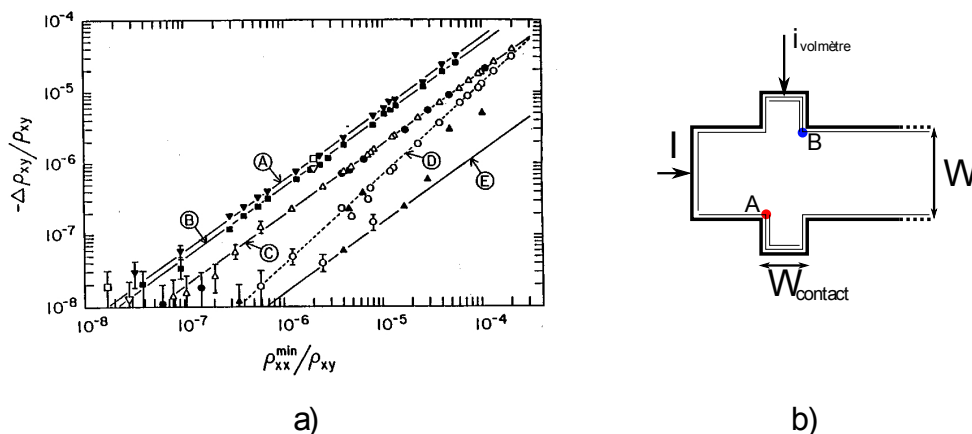 10⁻⁴
10⁻⁵
10⁻⁶
10⁻⁷
10⁻⁸
-Δρxy/ρxy
A
B
C
D
E
10⁻⁸
10⁻⁷
10⁻⁶
10⁻⁵
10⁻⁴
ρxx^min/ρxy
a)
i volmètre
I
B
A
W
Wcontact
b)